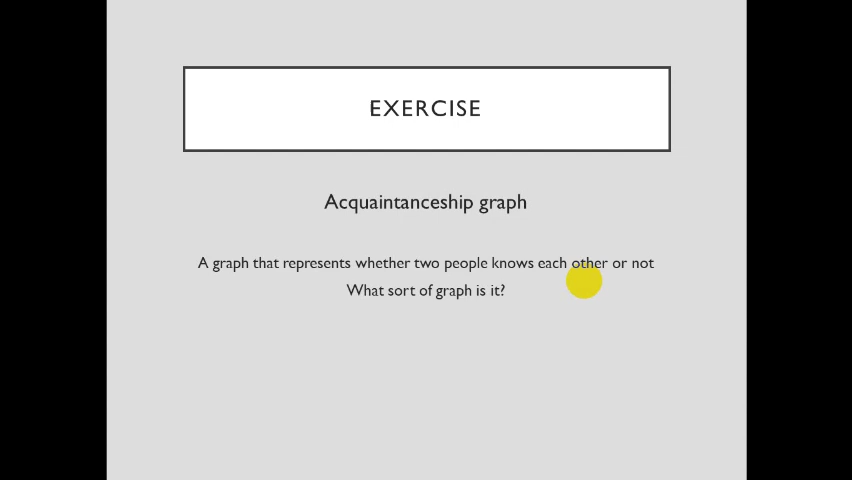 EXERCISE
Acquaintanceship graph
A graph that represents whether two people knows each other or not
What sort of graph is it?